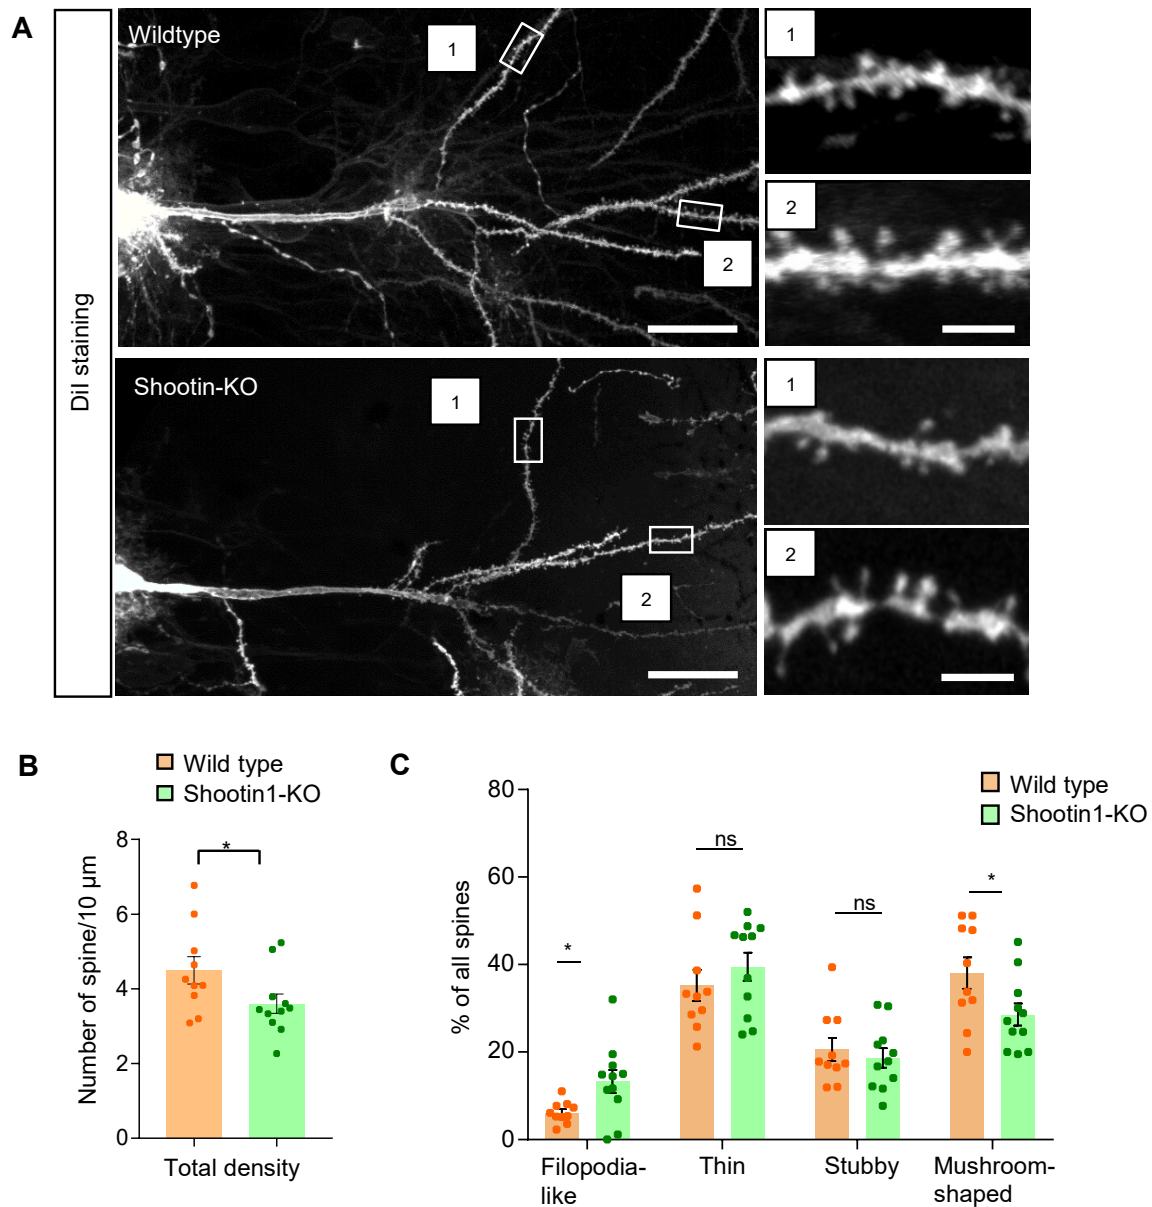 A
DiI staining
Wildtype
1
2
1
2
Shootin-KO
1
2
1
2
B
Wild type
Shootin1-KO
Number of spine/10 µm
8
6
4
2
0
*
Total density
C
Wild type
Shootin1-KO
% of all spines
80
60
40
20
0
*
ns
ns
*
Filopodia-
like
Thin
Stubby
Mushroom-
shaped